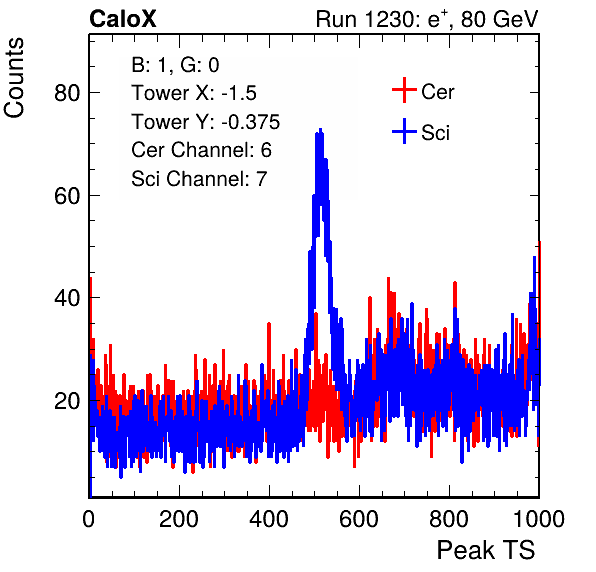 CaloX Run 1230: e⁺, 80 GeV
Counts
B: 1, G: 0
Tower X: -1.5
Tower Y: -0.375
Cer Channel: 6
Sci Channel: 7
Cer
Sci
80
60
40
20
0 200 400 600 800 1000
Peak TS